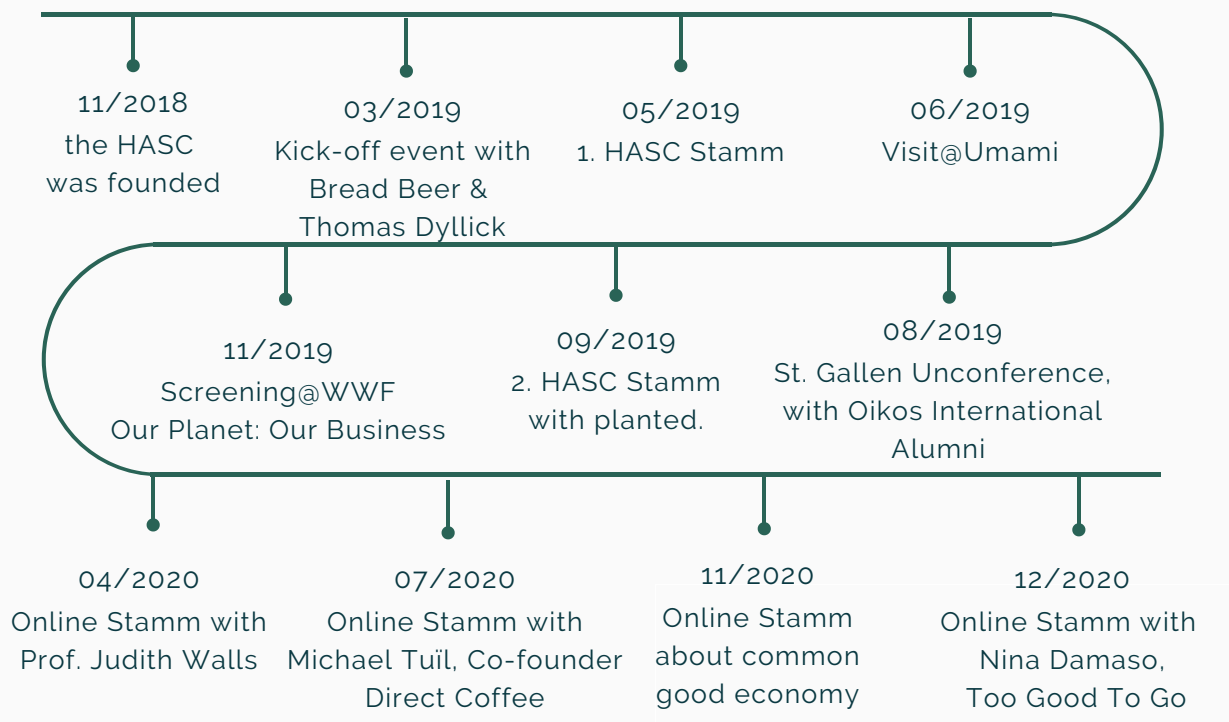 11/2018
the HASC
was founded
03/2019
Kick-off event with
Bread Beer &
Thomas Dyllick
05/2019
1. HASC Stamm
06/2019
Visit@Umami
08/2019
St. Gallen Unconference,
with Oikos International
Alumni
09/2019
2. HASC Stamm
with planted.
11/2019
Screening@WWF
Our Planet: Our Business
04/2020
Online Stamm with
Prof. Judith Walls
07/2020
Online Stamm with
Michael Tuïl, Co-founder
Direct Coffee
11/2020
Online Stamm
about common
good economy
12/2020
Online Stamm with
Nina Damaso,
Too Good To Go